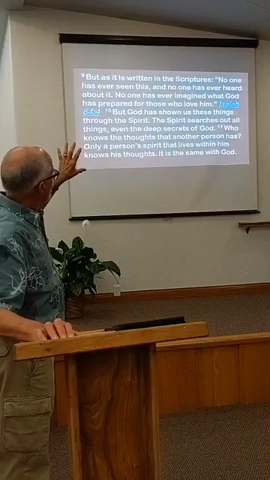 ⁹ But as it is written in the Scriptures: “No one
has ever seen this, and no one has ever heard
about it. No one has ever imagined what God
has prepared for those who love him.” Isaiah
64:4 ¹⁰ But God has shown us these things
through the Spirit. The Spirit searches out all
things, even the deep secrets of God. ¹¹ Who
knows the thoughts that another person has?
Only a person’s spirit that lives within him
knows his thoughts. It is the same with God.